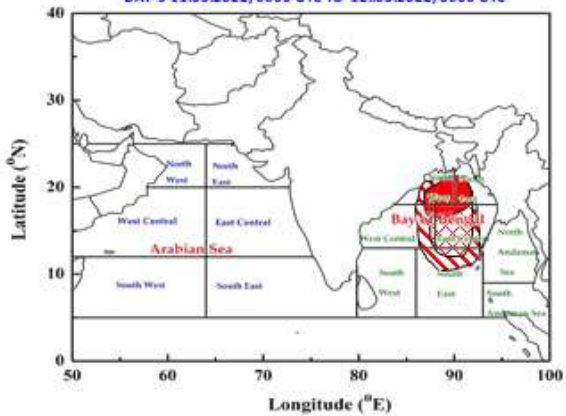 40
30
20
10
0
50
60
70
80
90
100
Latitude (°N)
Longitude (°E)
North
West
North
East
West Central
East Central
Arabian Sea
South West
South East
Bay of Bengal
West Central
South
West
South
East
North
Andaman
Sea
South
Andaman Sea